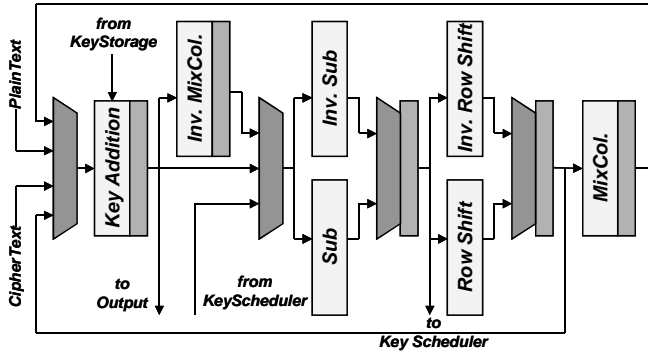 from
KeyStorage
PlainText
CipherText
Key Addition
Inv. MixCol.
Inv. Sub
Sub
Inv. Row Shift
Row Shift
MixCol.
to
Output
from
KeyScheduler
to
Key Scheduler